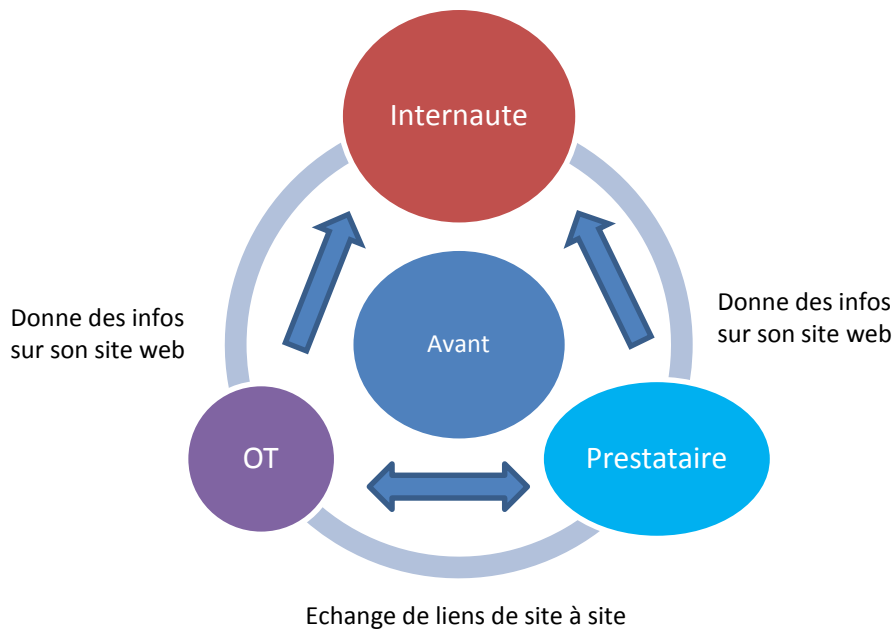 Internaute
Donne des infos
sur son site web
Donne des infos
sur son site web
Avant
OT
Prestataire
Echange de liens de site à site